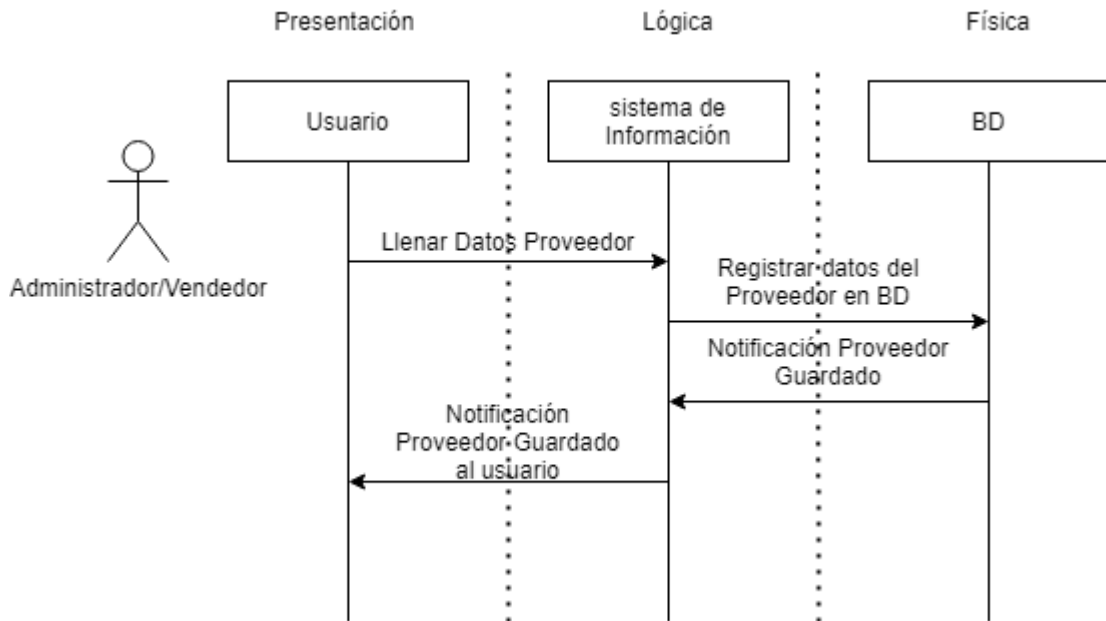 Presentación
Lógica
Física
Usuario
sistema de
Información
BD
Administrador/Vendedor
Llenar Datos Proveedor
Registrar datos del
Proveedor en BD
Notificación Proveedor
Guardado
Notificación
Proveedor Guardado
al usuario